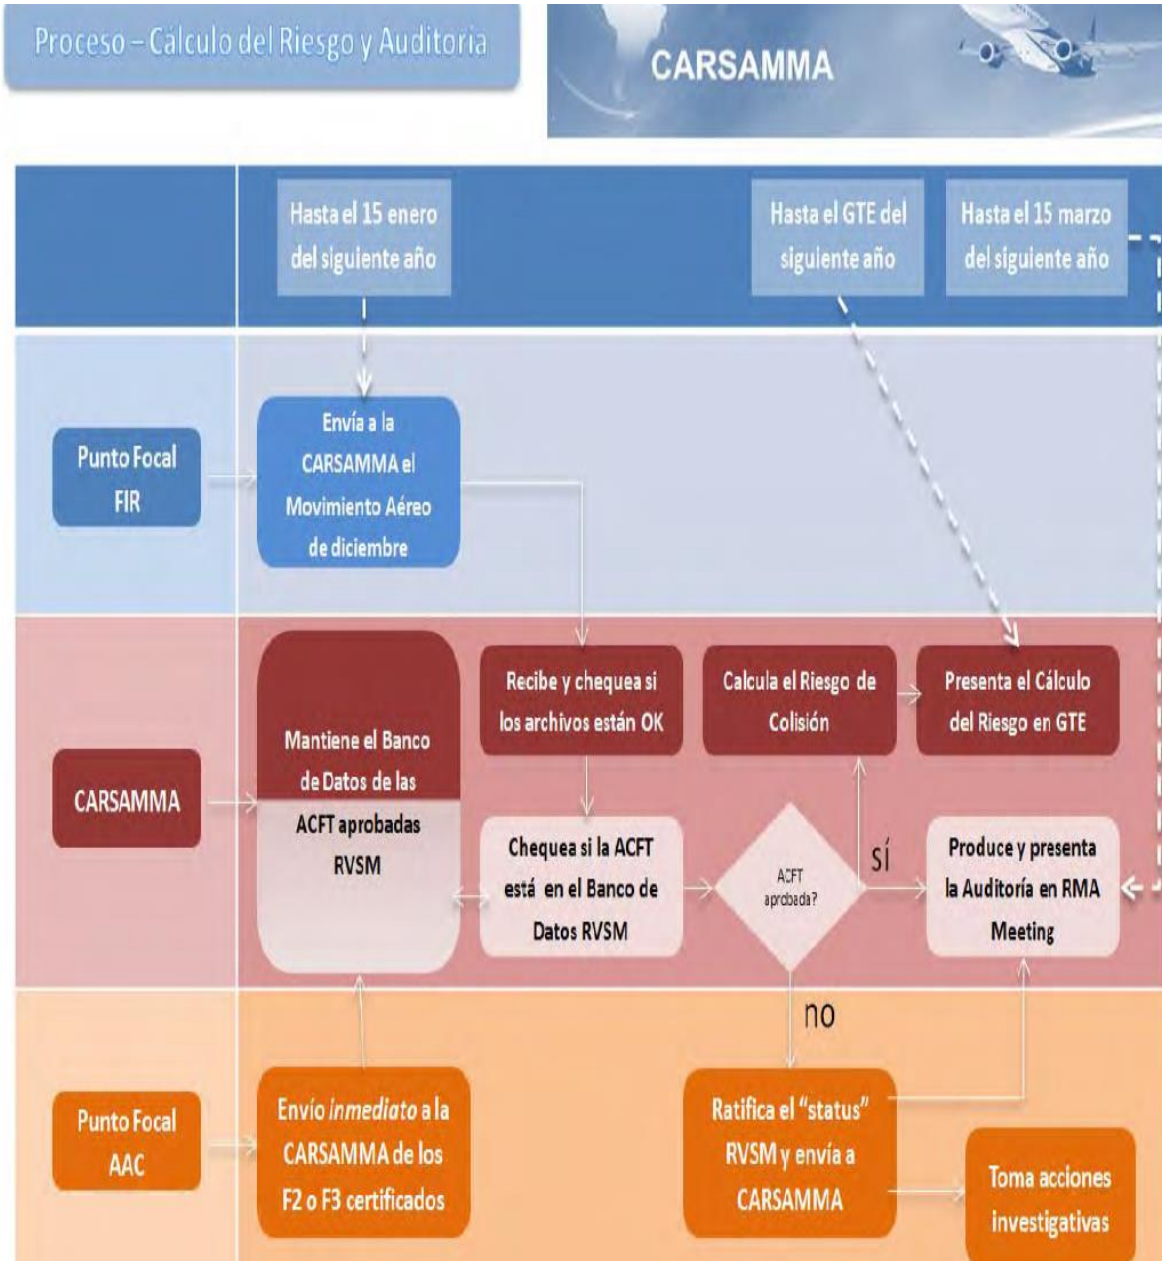 Proceso – Cálculo del Riesgo y Auditoria
CARSAMMA
Hasta el 15 enero
del siguiente año
Hasta el GTE del
siguiente año
Hasta el 15 marzo
del siguiente año
Punto Focal
FIR
Envía a la
CARSAMMA el
Movimiento Aéreo
de diciembre
CARSAMMA
Mantiene el Banco
de Datos de las
ACFT aprobadas
RVSM
Recibe y chequea si
los archivos están OK
Calcula el Riesgo de
Colisión
Presenta el Cálculo
del Riesgo en GTE
Chequea si la ACFT
está en el Banco de
Datos RVSM
ACFT
aprobada?
sí
Produce y presenta
la Auditoría en RMA
Meeting
no
Punto Focal
AAC
Envío inmediato a la
CARSAMMA de los
F2 o F3 certificados
Ratifica el “status”
RVSM y envía a
CARSAMMA
Toma acciones
investigativas